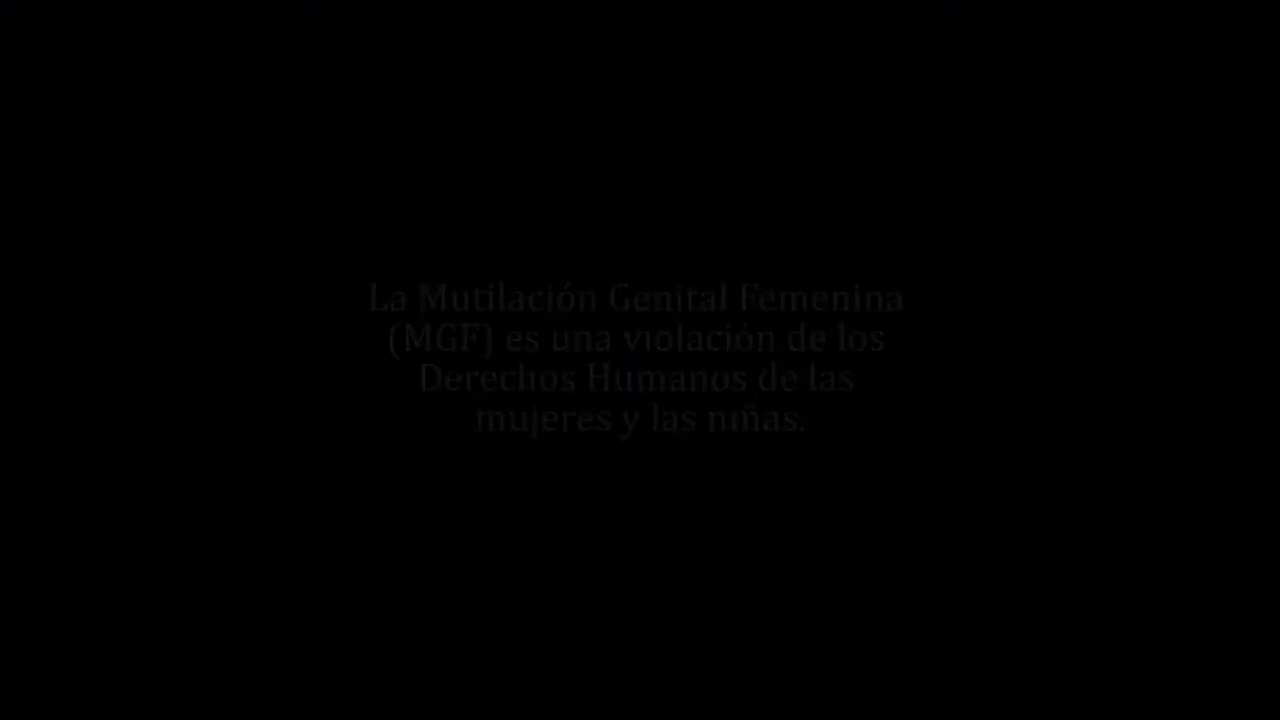 La Mutilación Genital Femenina
(MGF) es una violación de los
Derechos Humanos de las
mujeres y las niñas.